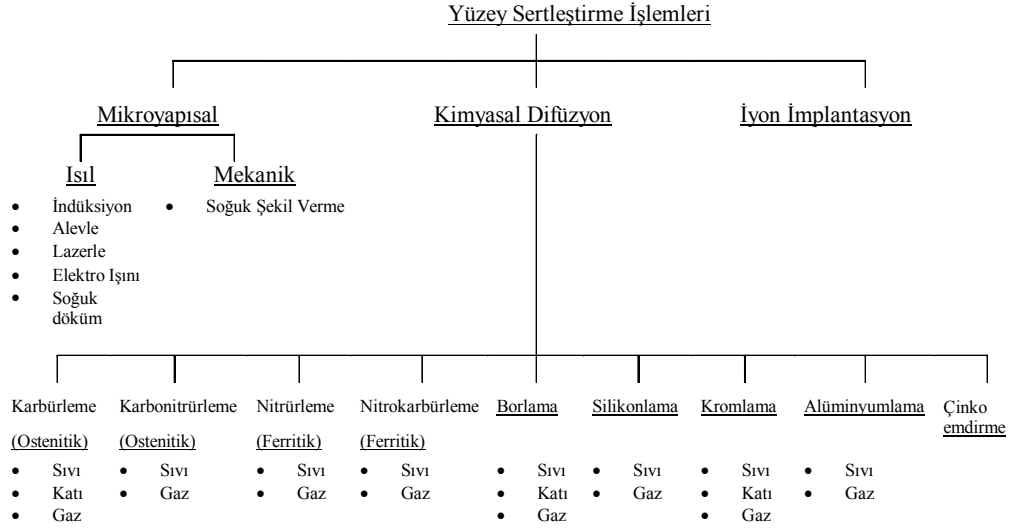 Yüzey Sertleştirme İşlemleri
Mikroyapısal
Kimyasal Difüzyon
İyon İmplantasyon
Isıl
Mekanik
• İndüksiyon
• Alevle
• Lazerle
• Elektro Işını
• Soğuk
döküm
• Soğuk Şekil Verme
Karbürleme
(Ostenitik)
• Sıvı
• Katı
• Gaz
Karbonitrürleme
(Ostenitik)
• Sıvı
• Gaz
Nitrürleme
(Ferritik)
• Sıvı
• Gaz
Nitrokarbürleme
(Ferritik)
• Sıvı
• Gaz
Borlama
• Sıvı
• Katı
• Gaz
Silikonlama
• Sıvı
• Gaz
Kromlama
• Sıvı
• Katı
• Gaz
Alüminyumlama
• Sıvı
• Gaz
Çinko
emdirme